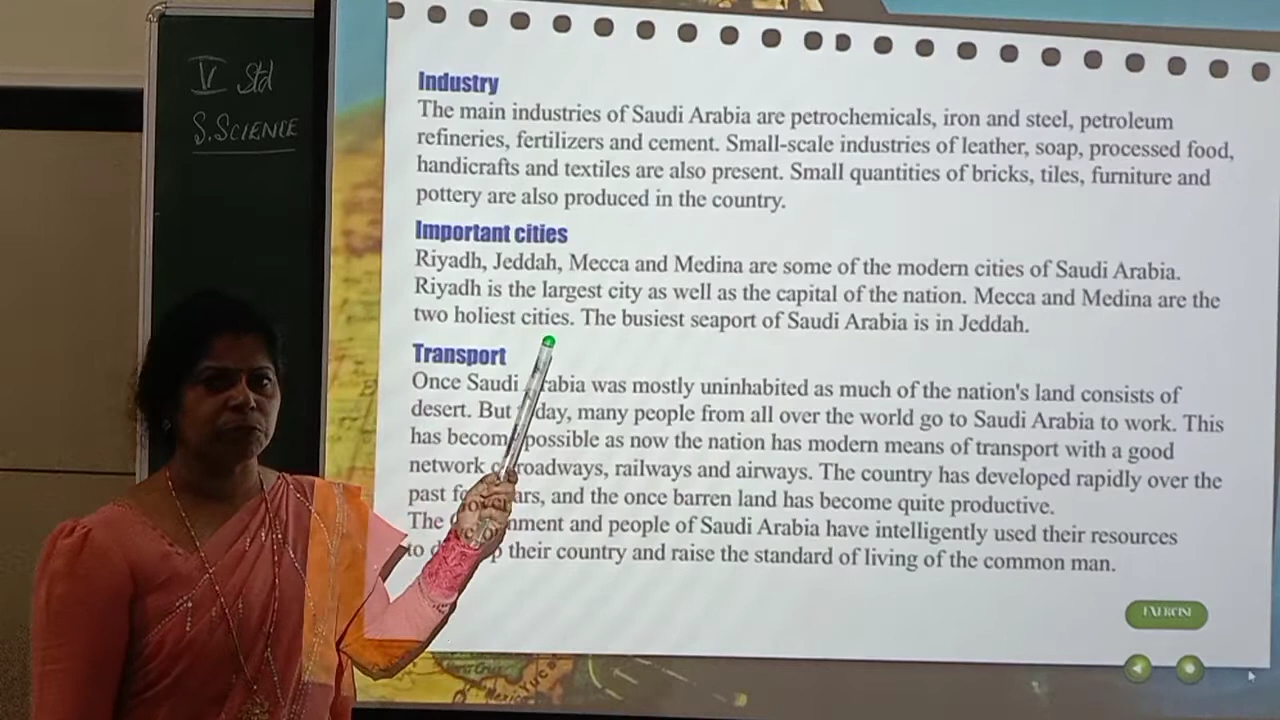 V Std
S.SCIENCE
Industry
The main industries of Saudi Arabia are petrochemicals, iron and steel, petroleum
refineries, fertilizers and cement. Small-scale industries of leather, soap, processed food,
handicrafts and textiles are also present. Small quantities of bricks, tiles, furniture and
pottery are also produced in the country.
Important cities
Riyadh, Jeddah, Mecca and Medina are some of the modern cities of Saudi Arabia.
Riyadh is the largest city as well as the capital of the nation. Mecca and Medina are the
two holiest cities. The busiest seaport of Saudi Arabia is in Jeddah.
Transport
Once Saudi rabia was mostly uninhabited as much of the nation's land consists of
desert. But day, many people from all over the world go to Saudi Arabia to work. This
has becom possible as now the nation has modern means of transport with a good
network roadways, railways and airways. The country has developed rapidly over the
past ars, and the once barren land has become quite productive.
The nment and people of Saudi Arabia have intelligently used their resources
to their country and raise the standard of living of the common man.
EXERCISE
Mexico
Yuca